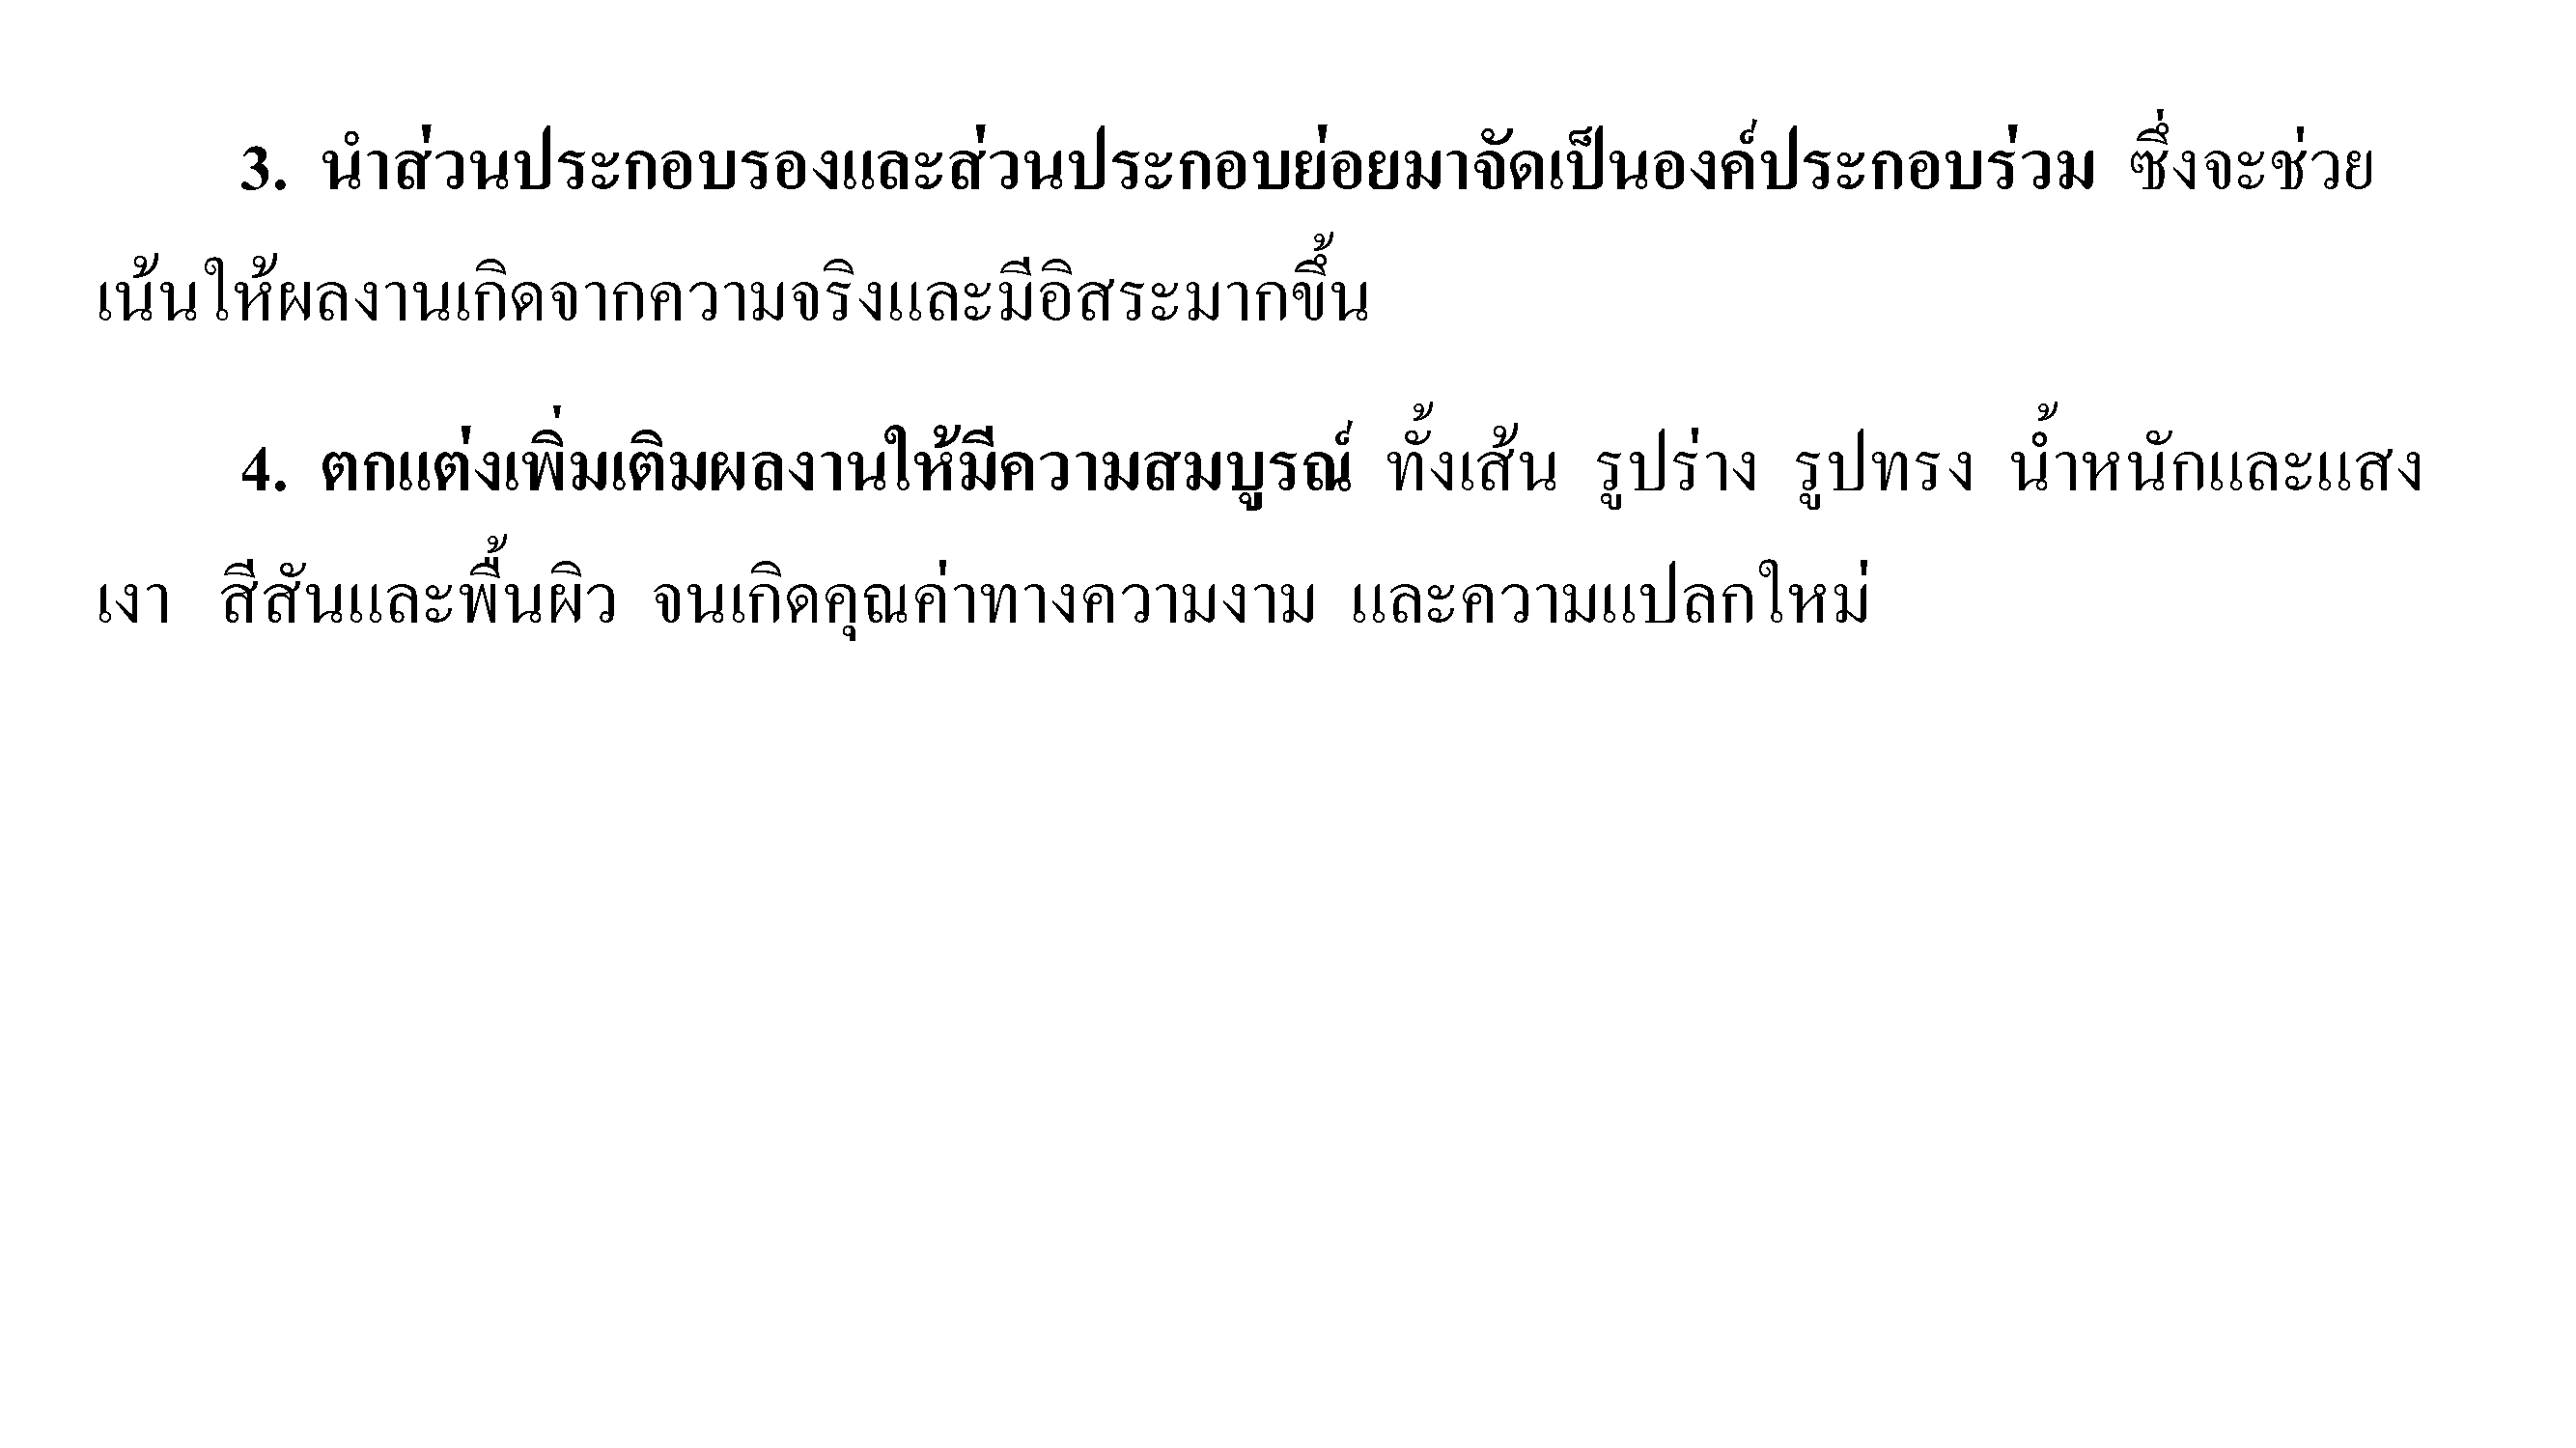 3. นำส่วนประกอบรองและส่วนประกอบย่อยมาจัดเป็นองค์ประกอบร่วม ซึ่งจะช่วย
เน้นให้ผลงานเกิดจากความจริงและมีอิสระมากขึ้น
4. ตกแต่งเพิ่มเติมผลงานให้มีความสมบูรณ์ ทั้งเส้น รูปร่าง รูปทรง น้ำหนักและแสง
เงา สีสันและพื้นผิว จนเกิดคุณค่าทางความงาม และความแปลกใหม่